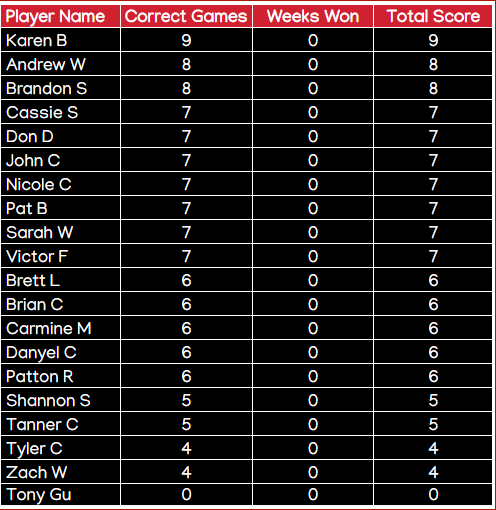 Player Name Correct Games Weeks Won Total Score
Karen B 9 0 9
Andrew W 8 0 8
Brandon S 8 0 8
Cassie S 7 0 7
Don D 7 0 7
John C 7 0 7
Nicole C 7 0 7
Pat B 7 0 7
Sarah W 7 0 7
Victor F 7 0 7
Brett L 6 0 6
Brian C 6 0 6
Carmine M 6 0 6
Danyel C 6 0 6
Patton R 6 0 6
Shannon S 5 0 5
Tanner C 5 0 5
Tyler C 4 0 4
Zach W 4 0 4
Tony Gu 0 0 0